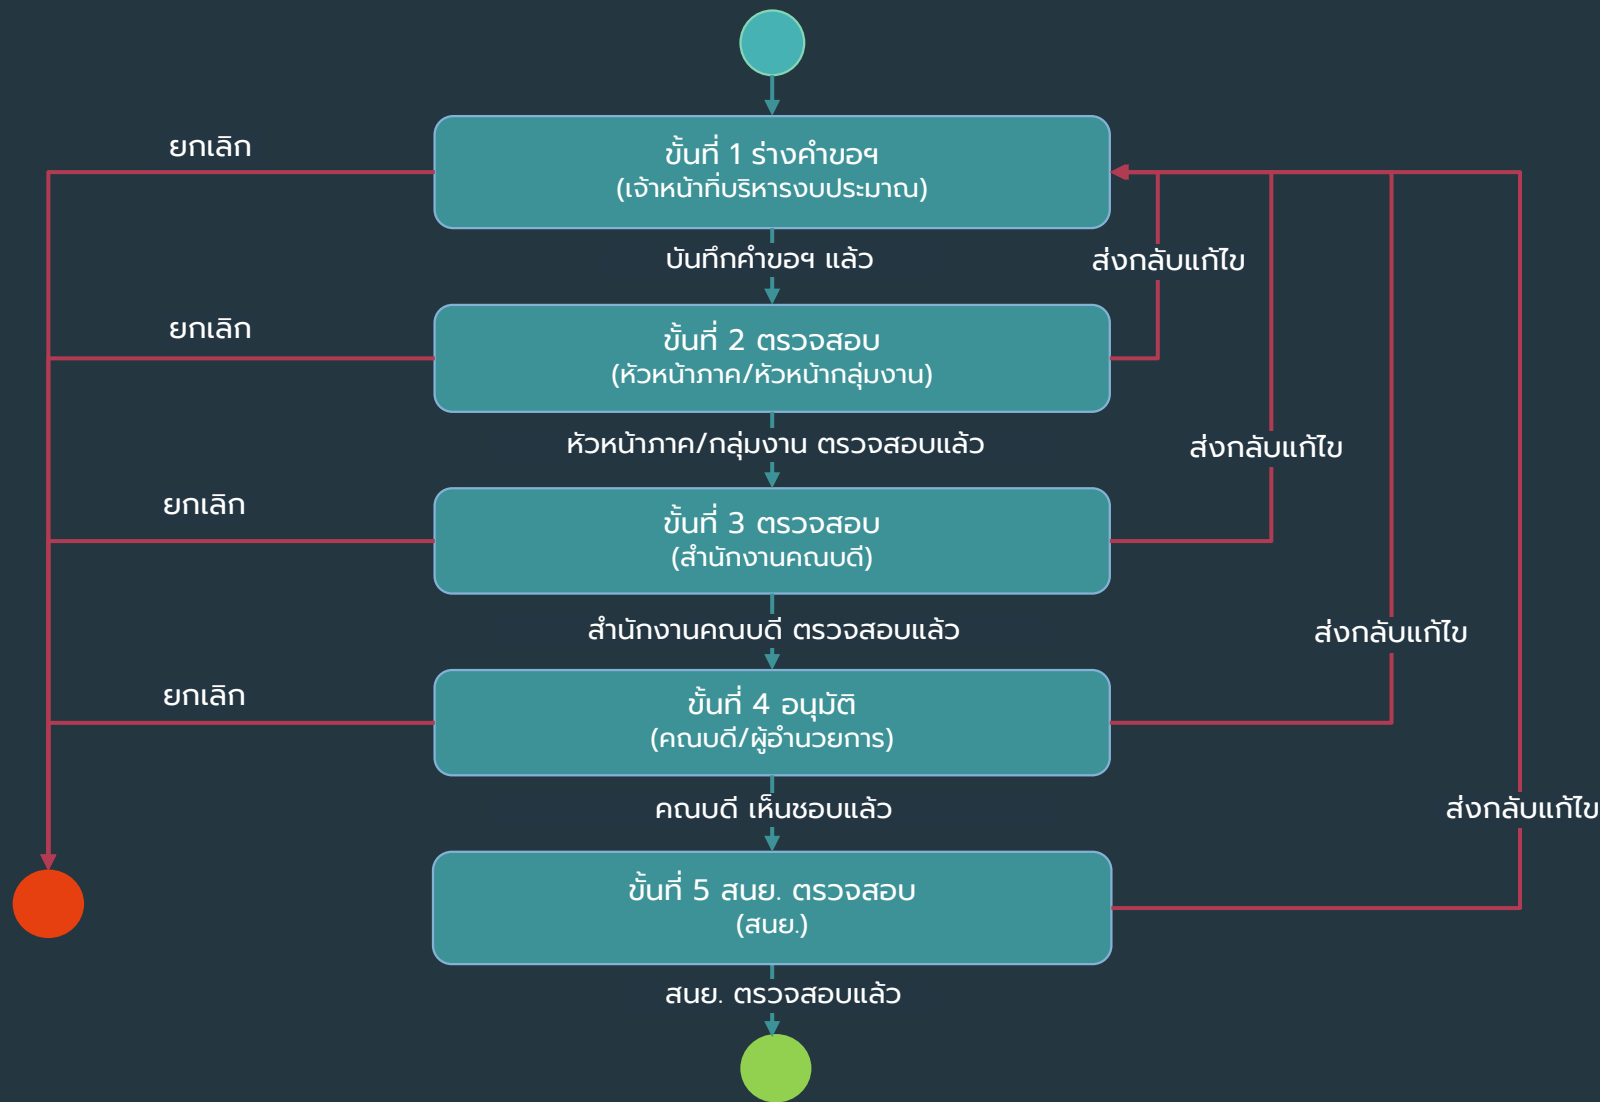 ยกเลิก
ขั้นที่ 1 ร่างคำขอฯ
(เจ้าหน้าที่บริหารงบประมาณ)
บันทึกคำขอฯ แล้ว
ส่งกลับแก้ไข
ยกเลิก
ขั้นที่ 2 ตรวจสอบ
(หัวหน้าภาค/หัวหน้ากลุ่มงาน)
หัวหน้าภาค/กลุ่มงาน ตรวจสอบแล้ว
ส่งกลับแก้ไข
ยกเลิก
ขั้นที่ 3 ตรวจสอบ
(สำนักงานคณบดี)
สำนักงานคณบดี ตรวจสอบแล้ว
ส่งกลับแก้ไข
ยกเลิก
ขั้นที่ 4 อนุมัติ
(คณบดี/ผู้อำนวยการ)
คณบดี เห็นชอบแล้ว
ส่งกลับแก้ไข
ขั้นที่ 5 สนย. ตรวจสอบ
(สนย.)
สนย. ตรวจสอบแล้ว